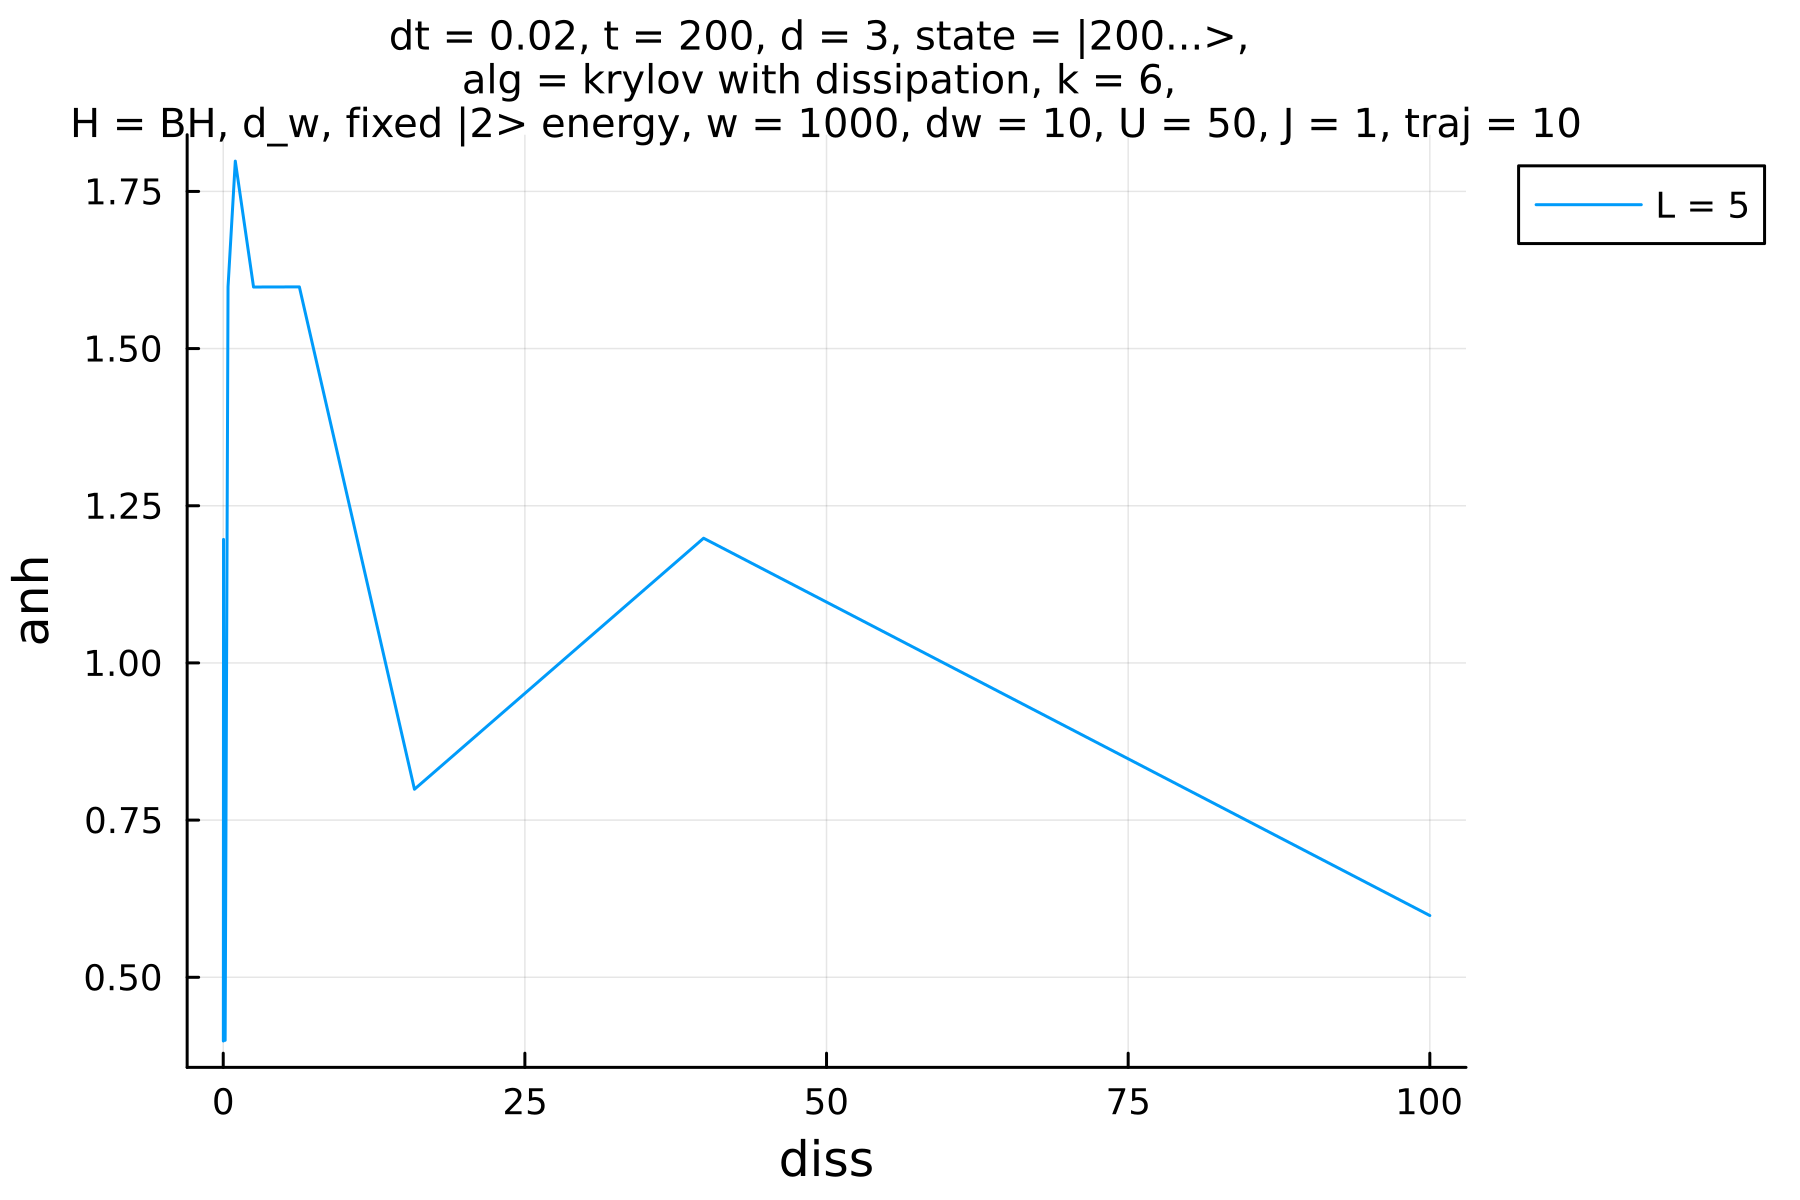 dt = 0.02, t = 200, d = 3, state = |200...>,
alg = krylov with dissipation, k = 6,
H = BH, d_w, fixed |2> energy, w = 1000, dw = 10, U = 50, J = 1, traj = 10
L = 5
1.75
1.50
1.25
1.00
0.75
0.50
anh
0 25 50 75 100
diss